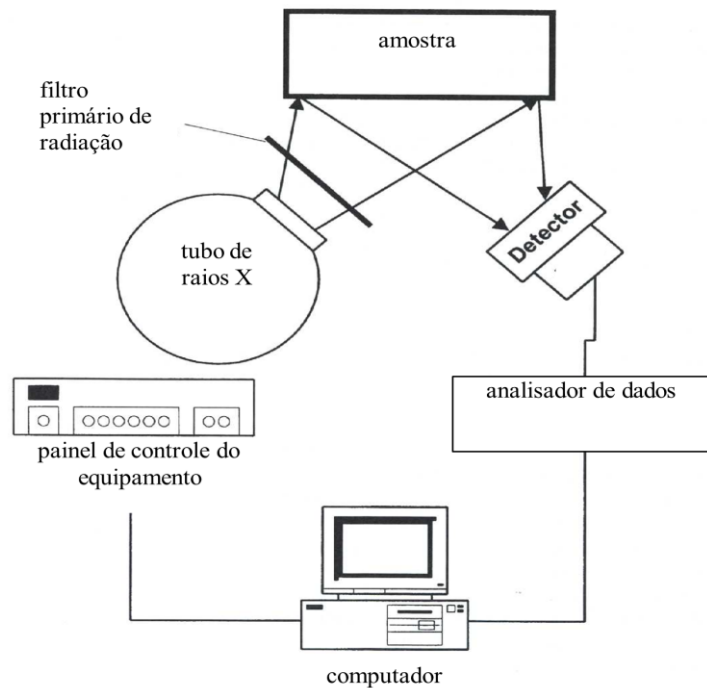 amostra
filtro
primário de
radiação
tubo de
raios X
Detector
analisador de dados
painel de controle do
equipamento
computador